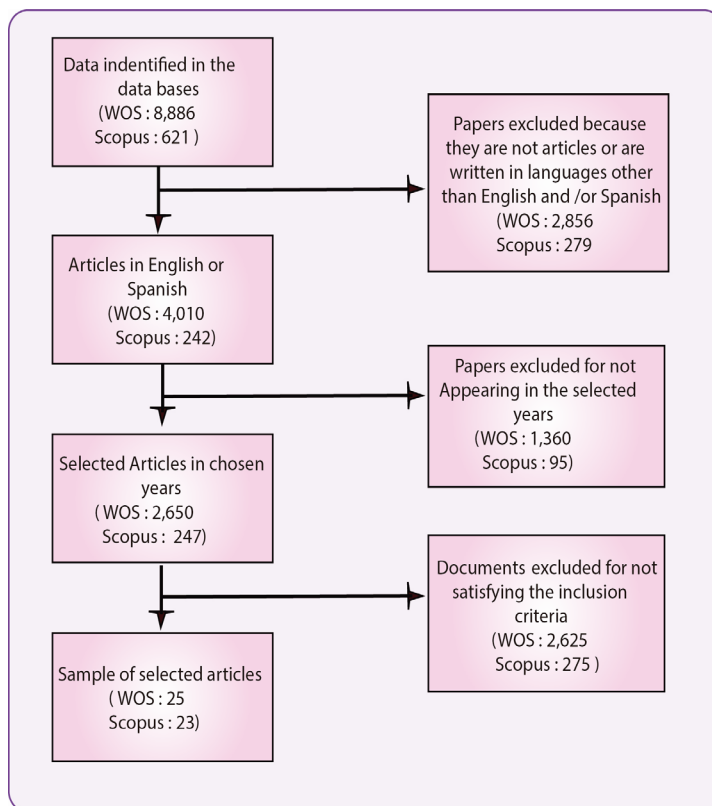 Data indentified in the
data bases
(WOS : 8,886
Scopus : 621 )
Papers excluded because
they are not articles or are
written in languages other
than English and /or Spanish
(WOS : 2,856
Scopus : 279
Articles in English or
Spanish
(WOS : 4,010
Scopus : 242)
Papers excluded for not
Appearing in the selected
years
(WOS : 1,360
Scopus : 95)
Selected Articles in chosen
years
( WOS : 2,650
Scopus :  247)
Documents excluded for not
satisfying the inclusion
criteria
(WOS : 2,625
Scopus : 275 )
Sample of selected articles
( WOS : 25
Scopus : 23)